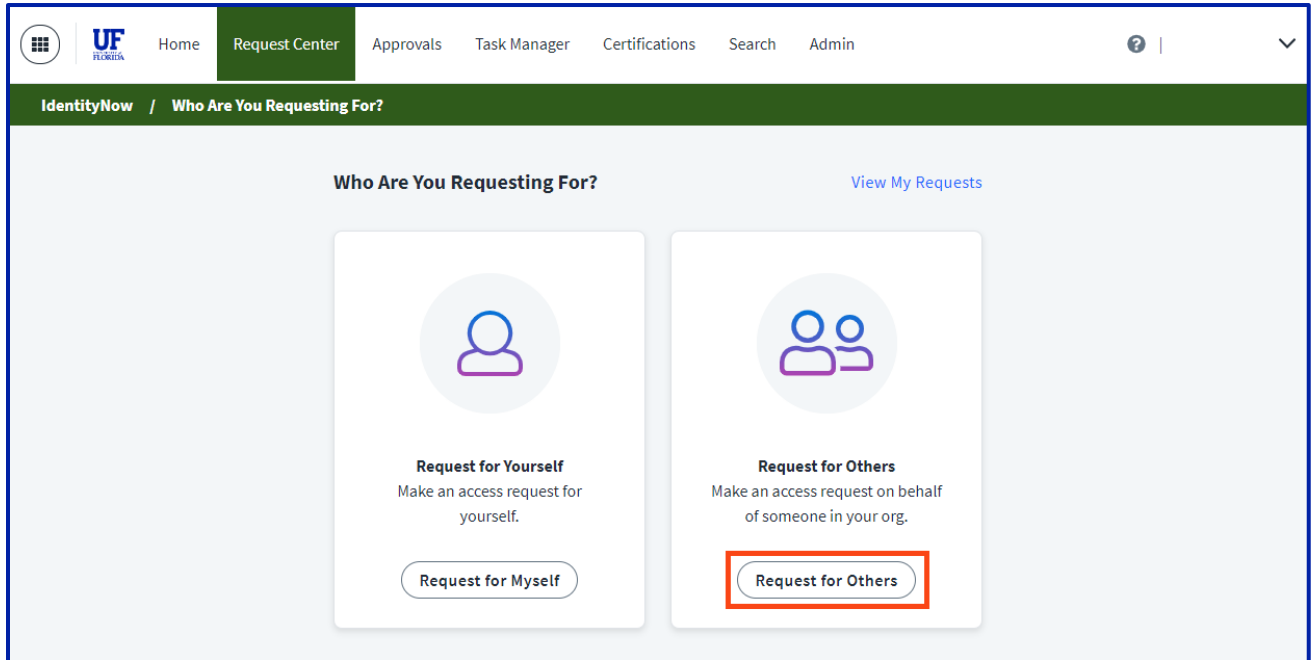 UF
UNIVERSITY of
FLORIDA
Home
Request Center
Approvals
Task Manager
Certifications
Search
Admin
?
|
IdentityNow / Who Are You Requesting For?
Who Are You Requesting For?
View My Requests
Request for Yourself
Make an access request for
yourself.
Request for Myself
Request for Others
Make an access request on behalf
of someone in your org.
Request for Others